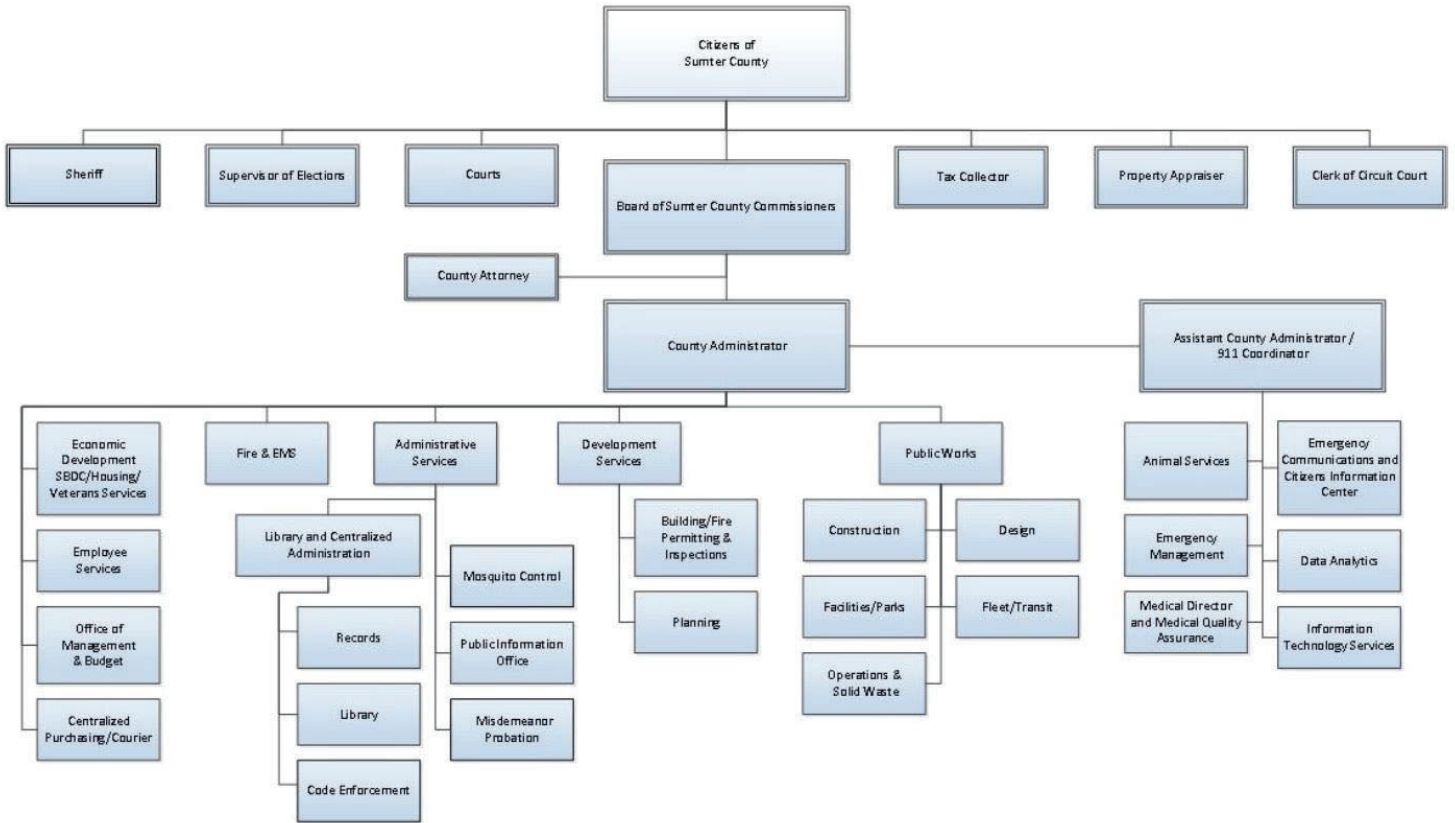 Citizens of
Sumter County
Sheriff
Supervisor of Elections
Courts
Board of Sumter County Commissioners
Tax Collector
Property Appraiser
Clerk of Circuit Court
County Attorney
County Administrator
Assistant County Administrator /
911 Coordinator
Economic
Development
SBDC/Housing/
Veterans Services
Fire & EMS
Administrative
Services
Development
Services
Public Works
Animal Services
Emergency
Communications and
Citizens Information
Center
Employee
Services
Library and Centralized
Administration
Mosquito Control
Building/Fire
Permitting &
Inspections
Construction
Design
Emergency
Management
Data Analytics
Office of
Management
& Budget
Records
Public Information
Office
Planning
Facilities/Parks
Fleet/Transit
Medical Director
and Medical Quality
Assurance
Information
Technology Services
Centralized
Purchasing/Courier
Library
Misdemeanor
Probation
Operations &
Solid Waste
Code Enforcement